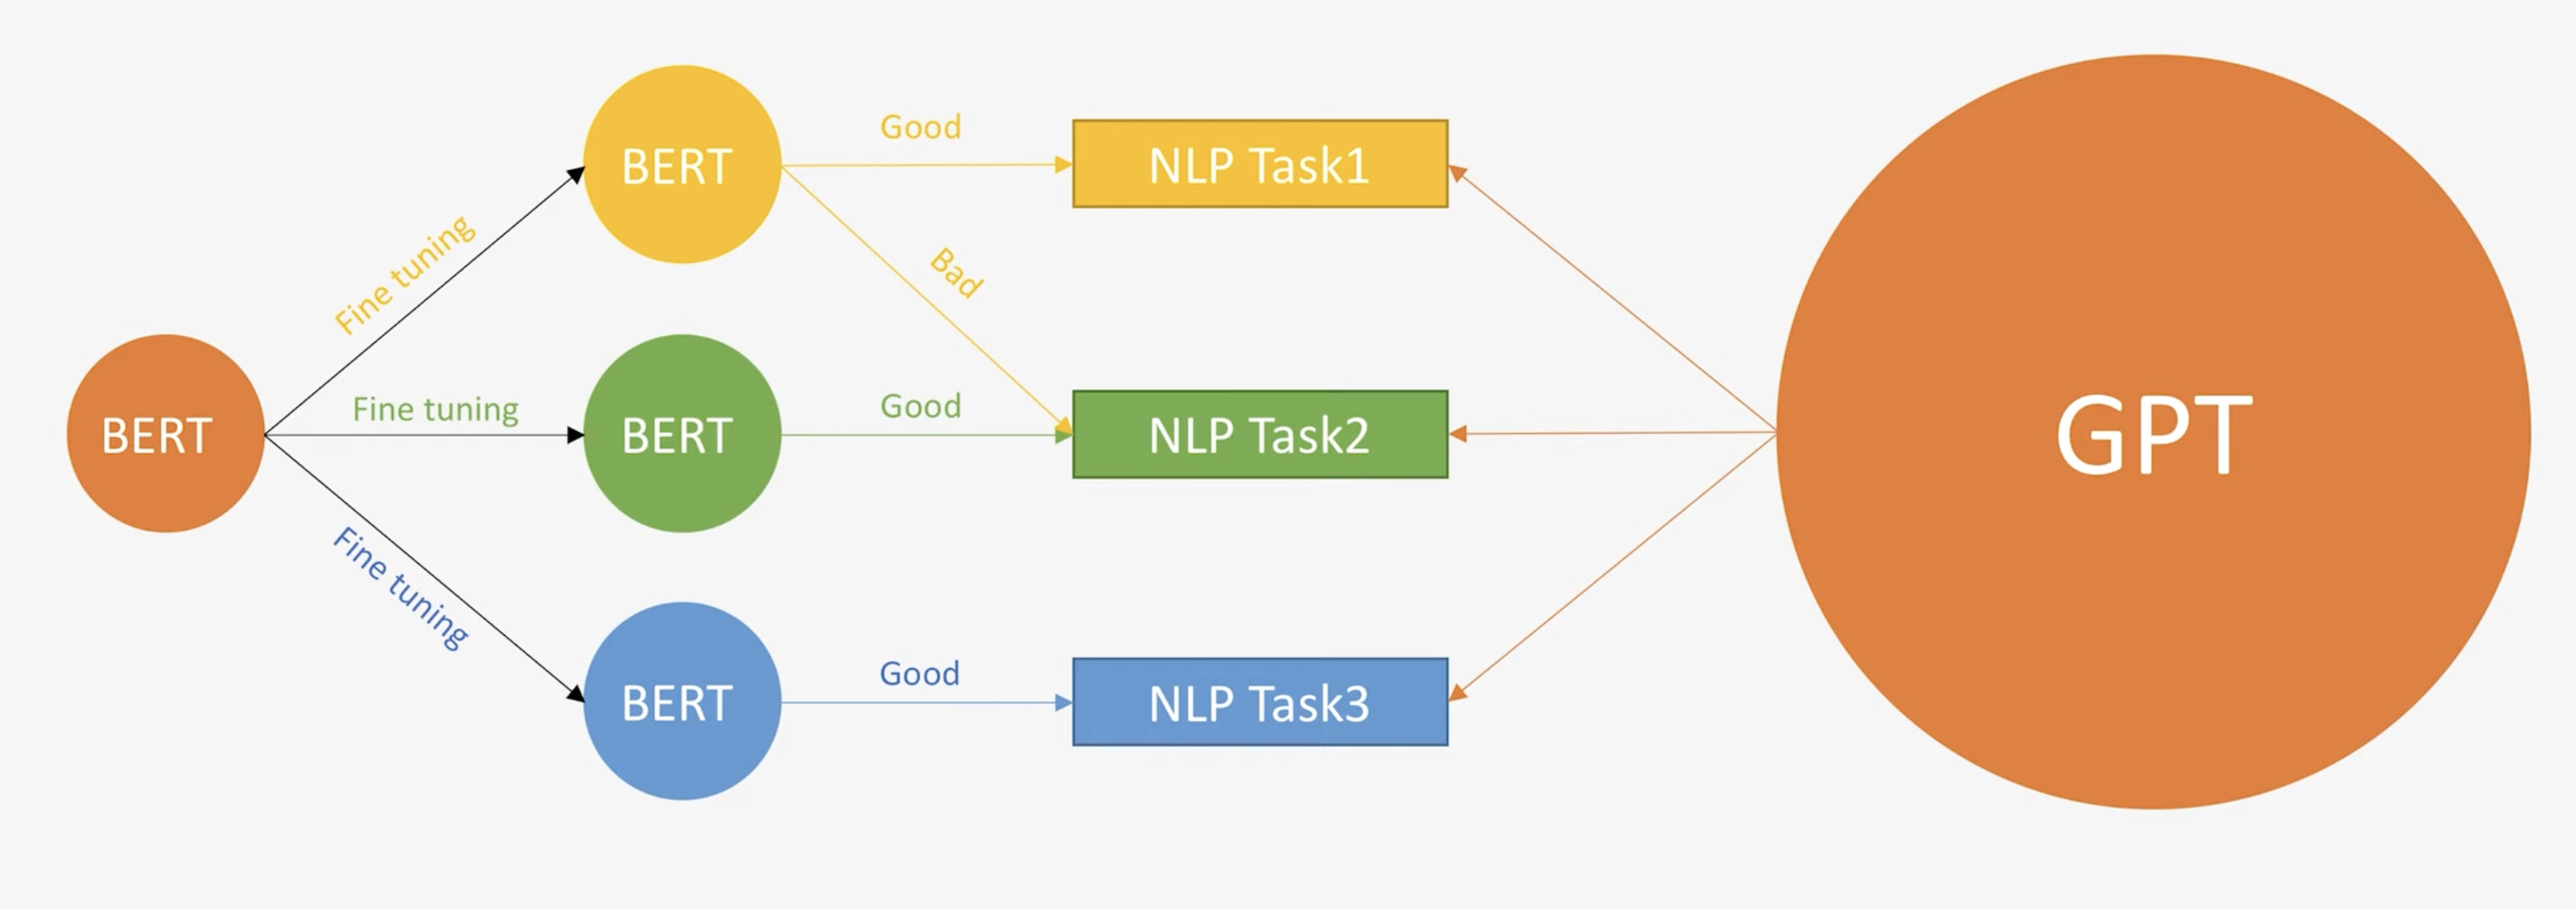 BERT
Fine tuning
Fine tuning
Fine tuning
BERT
BERT
BERT
Good
Bad
Good
Good
NLP Task1
NLP Task2
NLP Task3
GPT